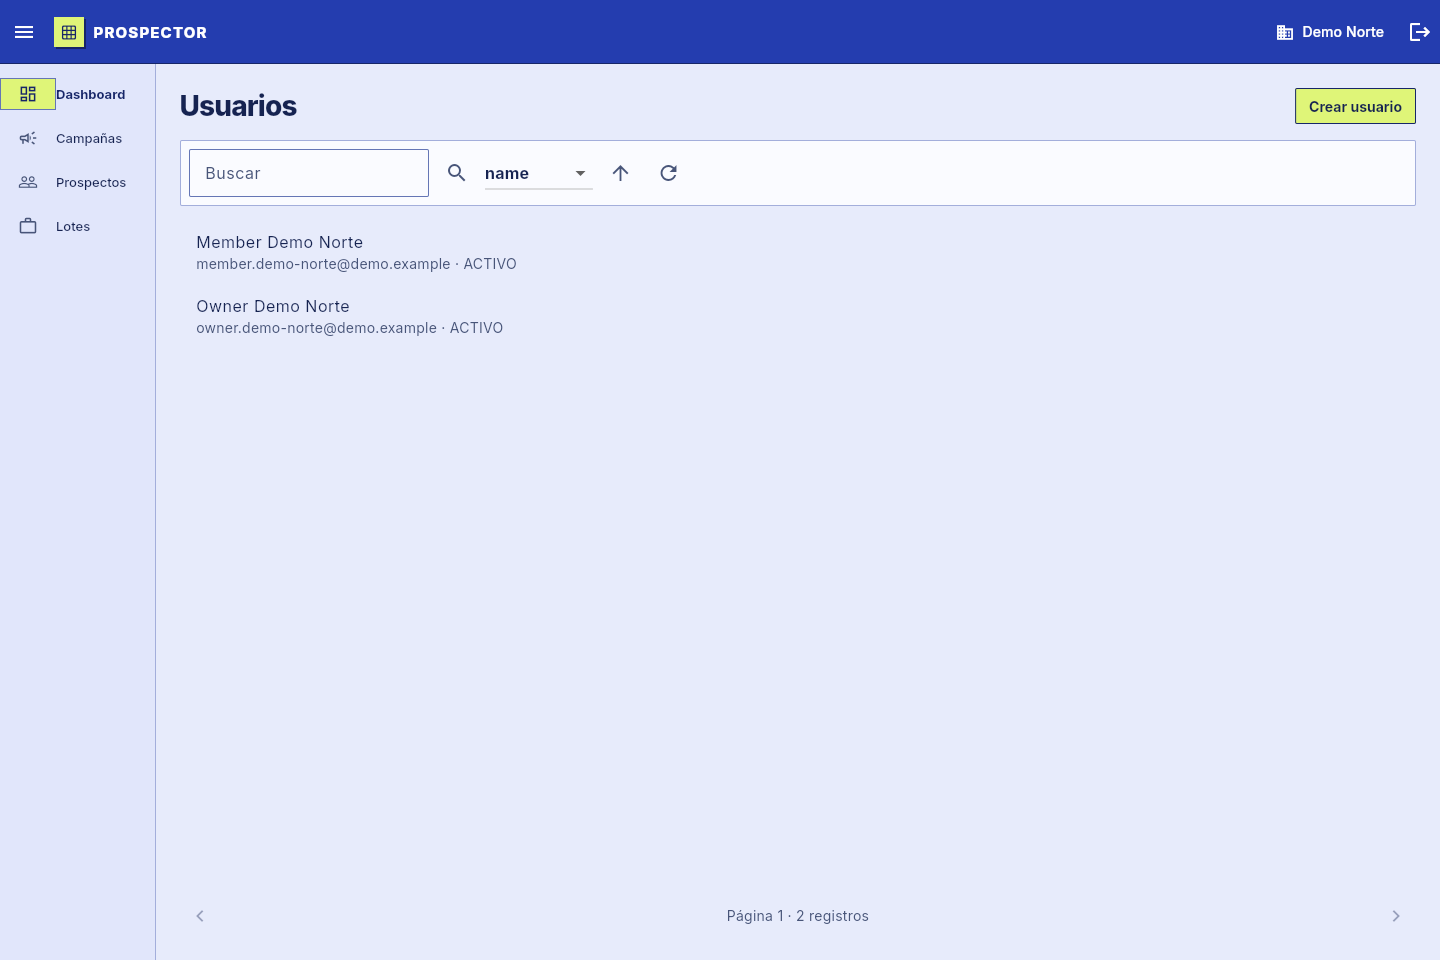 PROSPECTOR
Demo Norte
Dashboard
Campañas
Prospectos
Lotes
Usuarios
Crear usuario
Buscar
name
Member Demo Norte
member.demo-norte@demo.example · ACTIVO
Owner Demo Norte
owner.demo-norte@demo.example · ACTIVO
Página 1 · 2 registros